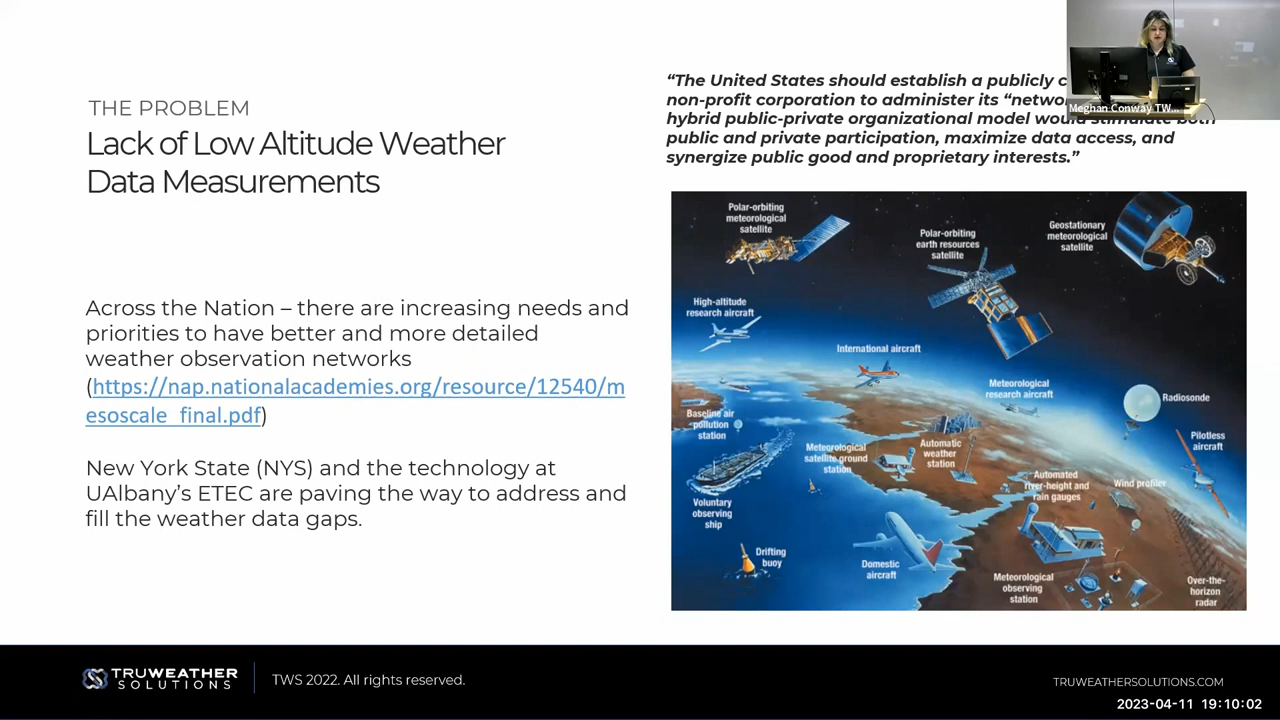 THE PROBLEM
Lack of Low Altitude Weather
Data Measurements
Across the Nation – there are increasing needs and
priorities to have better and more detailed
weather observation networks
(https://nap.nationalacademies.org/resource/12540/m
esoscale_final.pdf)
New York State (NYS) and the technology at
UAlbany’s ETEC are paving the way to address and
fill the weather data gaps.
“The United States should establish a publicly
non-profit corporation to administer its
hybrid public-private organizational model would stimulate both
public and private participation, maximize data access, and
synergize public good and proprietary interests.”
Meghan Conway TW...
Polar-orbiting
meteorological
satellite
Polar-orbiting
earth resources
satellite
Geostationary
meteorological
satellite
High-altitude
research aircraft
International aircraft
Meteorological
research aircraft
Radiosonde
Baseline air
pollution
station
Meteorological
satellite ground
station
Automatic
weather
station
Pilotless
aircraft
Automated
river-height and
rain gauges
Wind profiler
Voluntary
observing
ship
Drifting
buoy
Domestic
aircraft
Meteorological
observing
station
Over-the-
horizon
radar
TRUWEATHER
SOLUTIONS
TWS 2022. All rights reserved.
TRUWEATHERSOLUTIONS.COM
2023-04-11 19:10:02